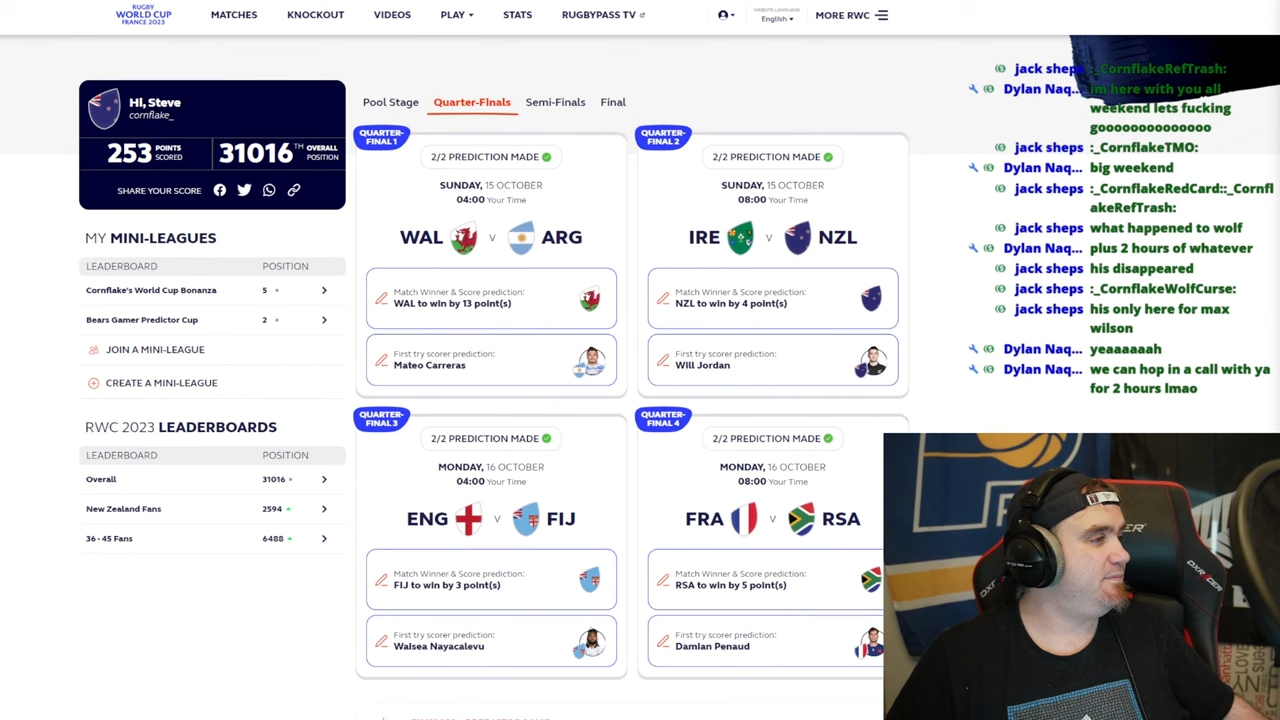 RUGBY
WORLD CUP
FRANCE 2023
MATCHES
KNOCKOUT
VIDEOS
PLAY
STATS
RUGBYPASS TV
WEBSITE LANGUAGE
English
MORE RWC
Hi, Steve
cornflake_
253 POINTS SCORED
31016TH OVERALL POSITION
SHARE YOUR SCORE
MY MINI-LEAGUES
LEADERBOARD POSITION
Cornflake's World Cup Bonanza 5
Bears Gamer Predictor Cup 2
JOIN A MINI-LEAGUE
CREATE A MINI-LEAGUE
RWC 2023 LEADERBOARDS
LEADERBOARD POSITION
Overall 31016
New Zealand Fans 2594
36 - 45 Fans 6488
Pool Stage
Quarter-Finals
Semi-Finals
Final
QUARTER-
FINAL 1
2/2 PREDICTION MADE
SUNDAY, 15 OCTOBER
04:00 Your Time
WAL V ARG
Match Winner & Score prediction:
WAL to win by 13 point(s)
First try scorer prediction:
Mateo Carreras
QUARTER-
FINAL 2
2/2 PREDICTION MADE
SUNDAY, 15 OCTOBER
08:00 Your Time
IRE V NZL
Match Winner & Score prediction:
NZL to win by 4 point(s)
First try scorer prediction:
Will Jordan
QUARTER-
FINAL 3
2/2 PREDICTION MADE
MONDAY, 16 OCTOBER
04:00 Your Time
ENG V FIJ
Match Winner & Score prediction:
FIJ to win by 3 point(s)
First try scorer prediction:
Waisea Nayacalevu
QUARTER-
FINAL 4
2/2 PREDICTION MADE
MONDAY, 16 OCTOBER
08:00 Your Time
FRA V RSA
Match Winner & Score prediction:
RSA to win by 5 point(s)
First try scorer prediction:
Damian Penaud
jack sheps :_CornflakeRefTrash:
Dylan Naq... im here with you all
weekend lets fucking
goooooooooooooo
jack sheps :_CornflakeTMO:
Dylan Naq... big weekend
jack sheps :_CornflakeRedCard::_Cornfl
akeRefTrash:
jack sheps what happened to wolf
Dylan Naq... plus 2 hours of whatever
jack sheps his disappeared
jack sheps :_CornflakeWolfCurse:
jack sheps his only here for max
wilson
Dylan Naq... yeaaaaaah
Dylan Naq... we can hop in a call with ya
for 2 hours lmao
DXRACER